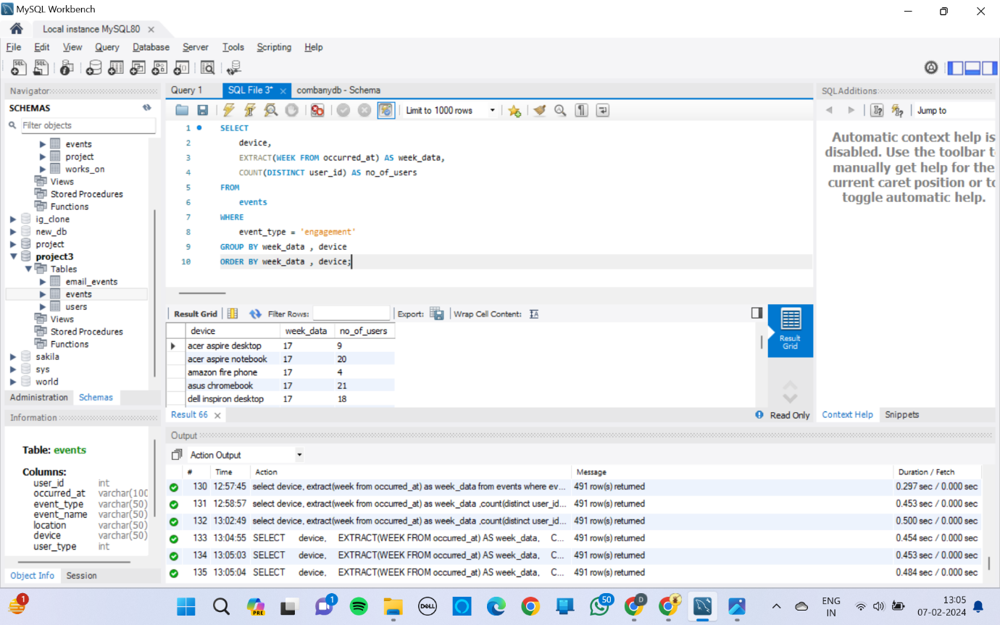 MySQL Workbench
Local instance MySQL80
File Edit View Query Database Server Tools Scripting Help
Navigator
SCHEMAS
Filter objects
events
project
works_on
Views
Stored Procedures
Functions
ig_clone
new_db
project
project3
Tables
email_events
events
users
Views
Stored Procedures
Functions
sakila
sys
world
Administration Schemas
Information
Table: events
Columns:
user_id int
occurred_at varchar(100
event_type varchar(50)
event_name varchar(50)
location varchar(50)
device varchar(50)
user_type int
Object Info Session
Query 1 SQL File 3* combanydb - Schema
Limit to 1000 rows
1 SELECT
2 device,
3 EXTRACT(WEEK FROM occurred_at) AS week_data,
4 COUNT(DISTINCT user_id) AS no_of_users
5 FROM
6 events
7 WHERE
8 event_type = 'engagement'
9 GROUP BY week_data , device
10 ORDER BY week_data , device;
Result Grid Filter Rows: Export: Wrap Cell Content:
device week_data no_of_users
acer aspire desktop 17 9
acer aspire notebook 17 20
amazon fire phone 17 4
asus chromebook 17 21
dell inspiron desktop 17 18
Result Grid
Result 66
Read Only
SQLAdditions
Jump to
Automatic context help is
disabled. Use the toolbar t
manually get help for the
current caret position or to
toggle automatic help.
Context Help Snippets
Output
Action Output
# Time Action Message Duration / Fetch
130 12:57:45 select device, extract(week from occurred_at) as week_data from events where ev... 491 row(s) returned 0.297 sec / 0.000 sec
131 12:58:57 select device, extract(week from occurred_at) as week_data ,count(distinct user_id... 491 row(s) returned 0.453 sec / 0.000 sec
132 13:02:49 select device, extract(week from occurred_at) as week_data ,count(distinct user_id... 491 row(s) returned 0.500 sec / 0.000 sec
133 13:04:55 SELECT device, EXTRACT(WEEK FROM occurred_at) AS week_data, C... 491 row(s) returned 0.454 sec / 0.000 sec
134 13:05:03 SELECT device, EXTRACT(WEEK FROM occurred_at) AS week_data, C... 491 row(s) returned 0.453 sec / 0.000 sec
135 13:05:04 SELECT device, EXTRACT(WEEK FROM occurred_at) AS week_data, C... 491 row(s) returned 0.484 sec / 0.000 sec
1
PRE
1
DELL
50
D
ENG
IN
13:05
07-02-2024